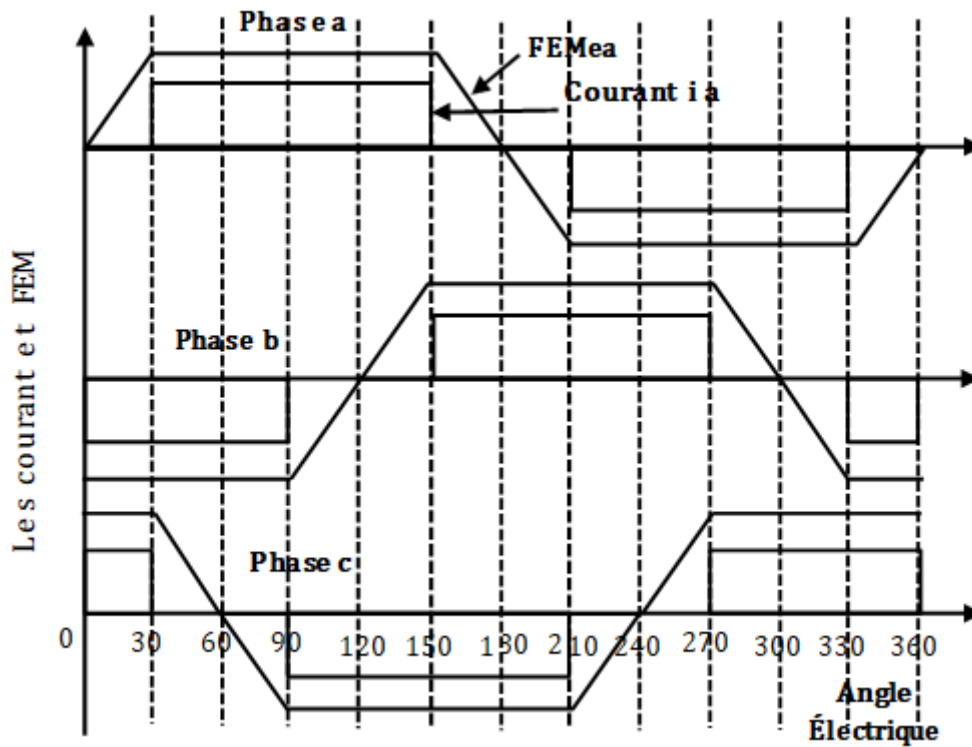 Phase a
FEMea
Courant i a
Les courant et FEM
Phase b
Phase c
0 30 60 90 120 150 180 210 240 270 300 330 360
Angle
Électrique